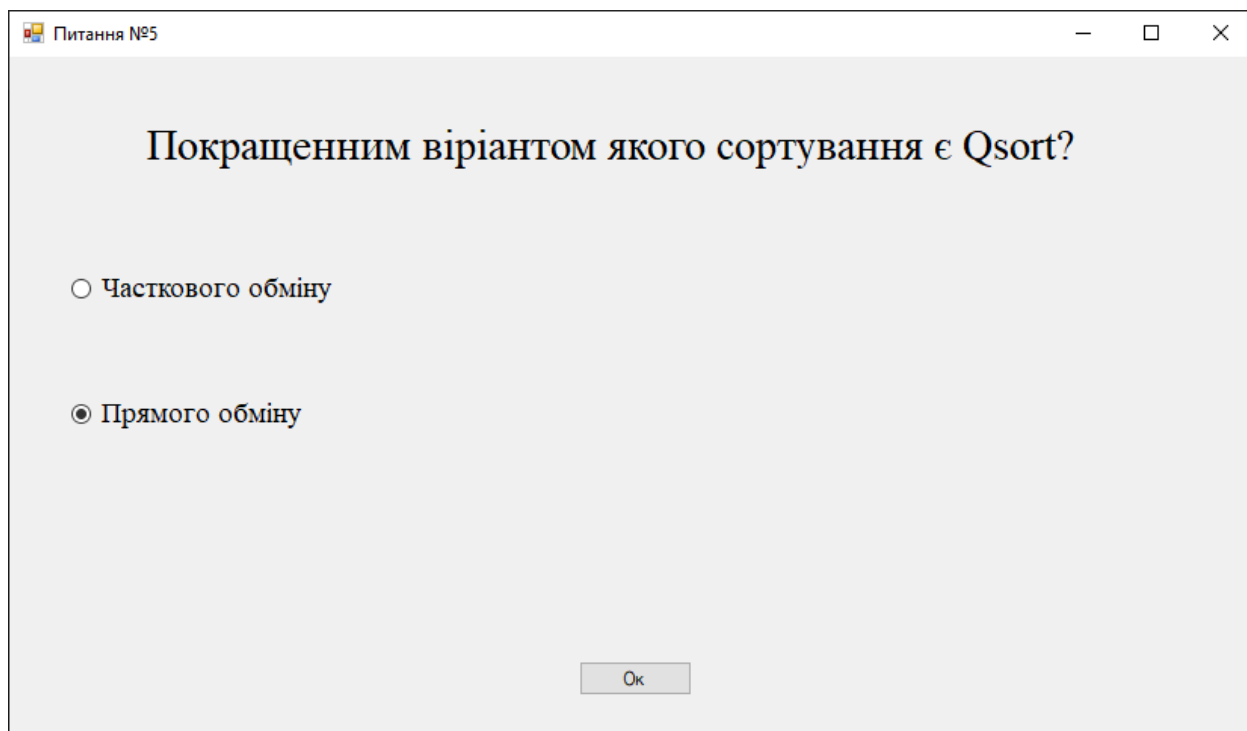 Питання №5
Покращенним віріантом якого сортування є Qsort?
Часткового обміну
Прямого обміну
Ок